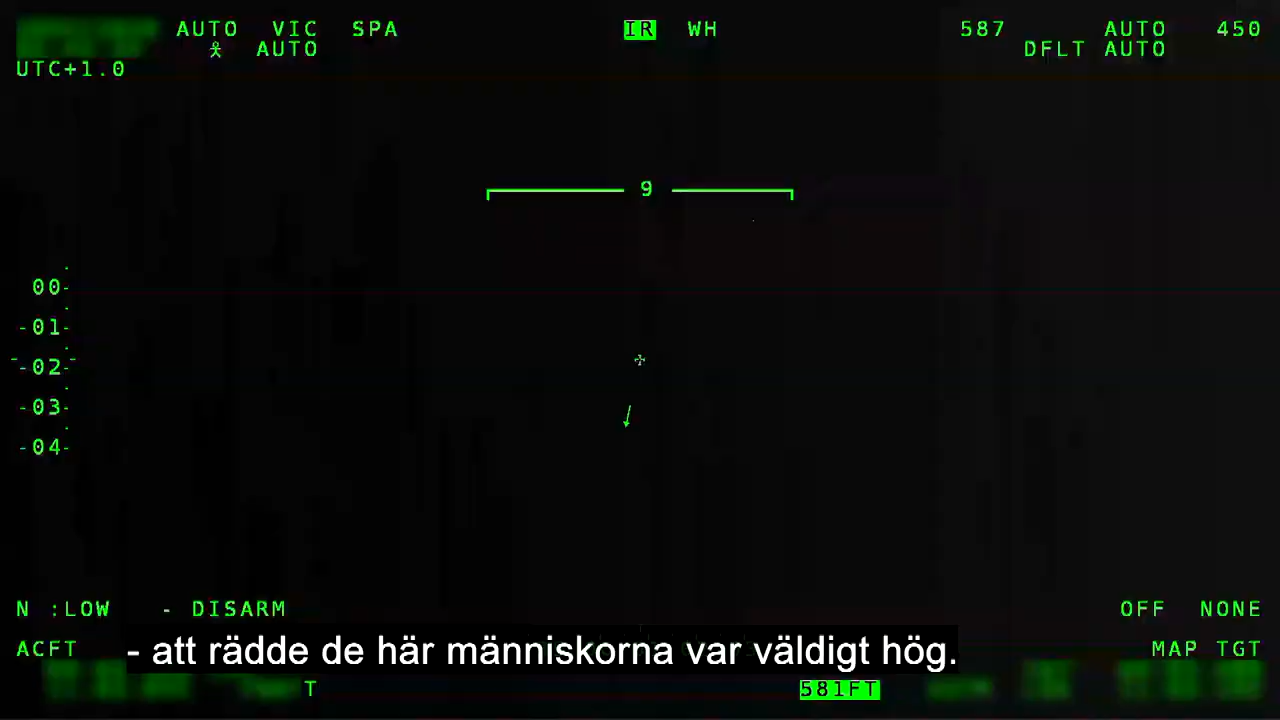 AUTO VIC SPA IR WH 587 AUTO 450
AUTO DFLT AUTO
UTC+1.0
9
00-
-01-
-02-
-03-
-04-
N :LOW - DISARM OFF NONE
ACFT - att rädde de här människorna var väldigt hög. MAP TGT
T 581FT